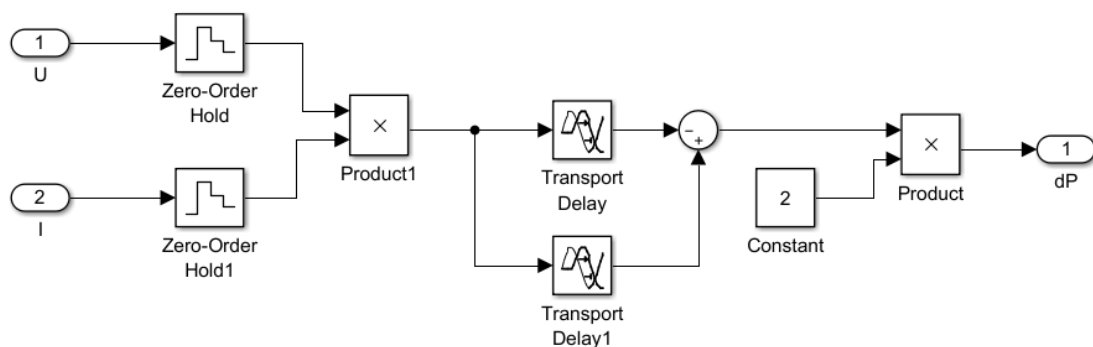 1
U
Zero-Order
Hold
×
Product1
2
I
Zero-Order
Hold1
Transport
Delay
Transport
Delay1
-
+
2
Constant
×
Product
1
dP